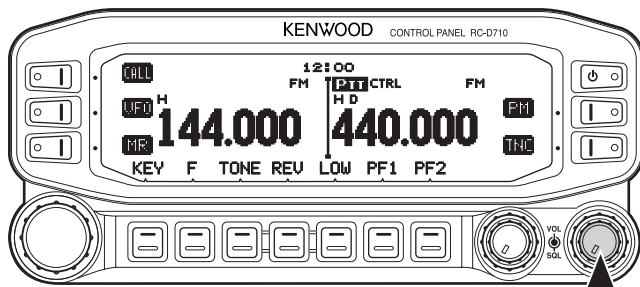 KENWOOD CONTROL PANEL RC-D710
12:00
CALL FM PTT CTRL FM
VFO H H D PM
MR 144.000 440.000 TNC
KEY F TONE REV LOW PF1 PF2
VOL
SQL